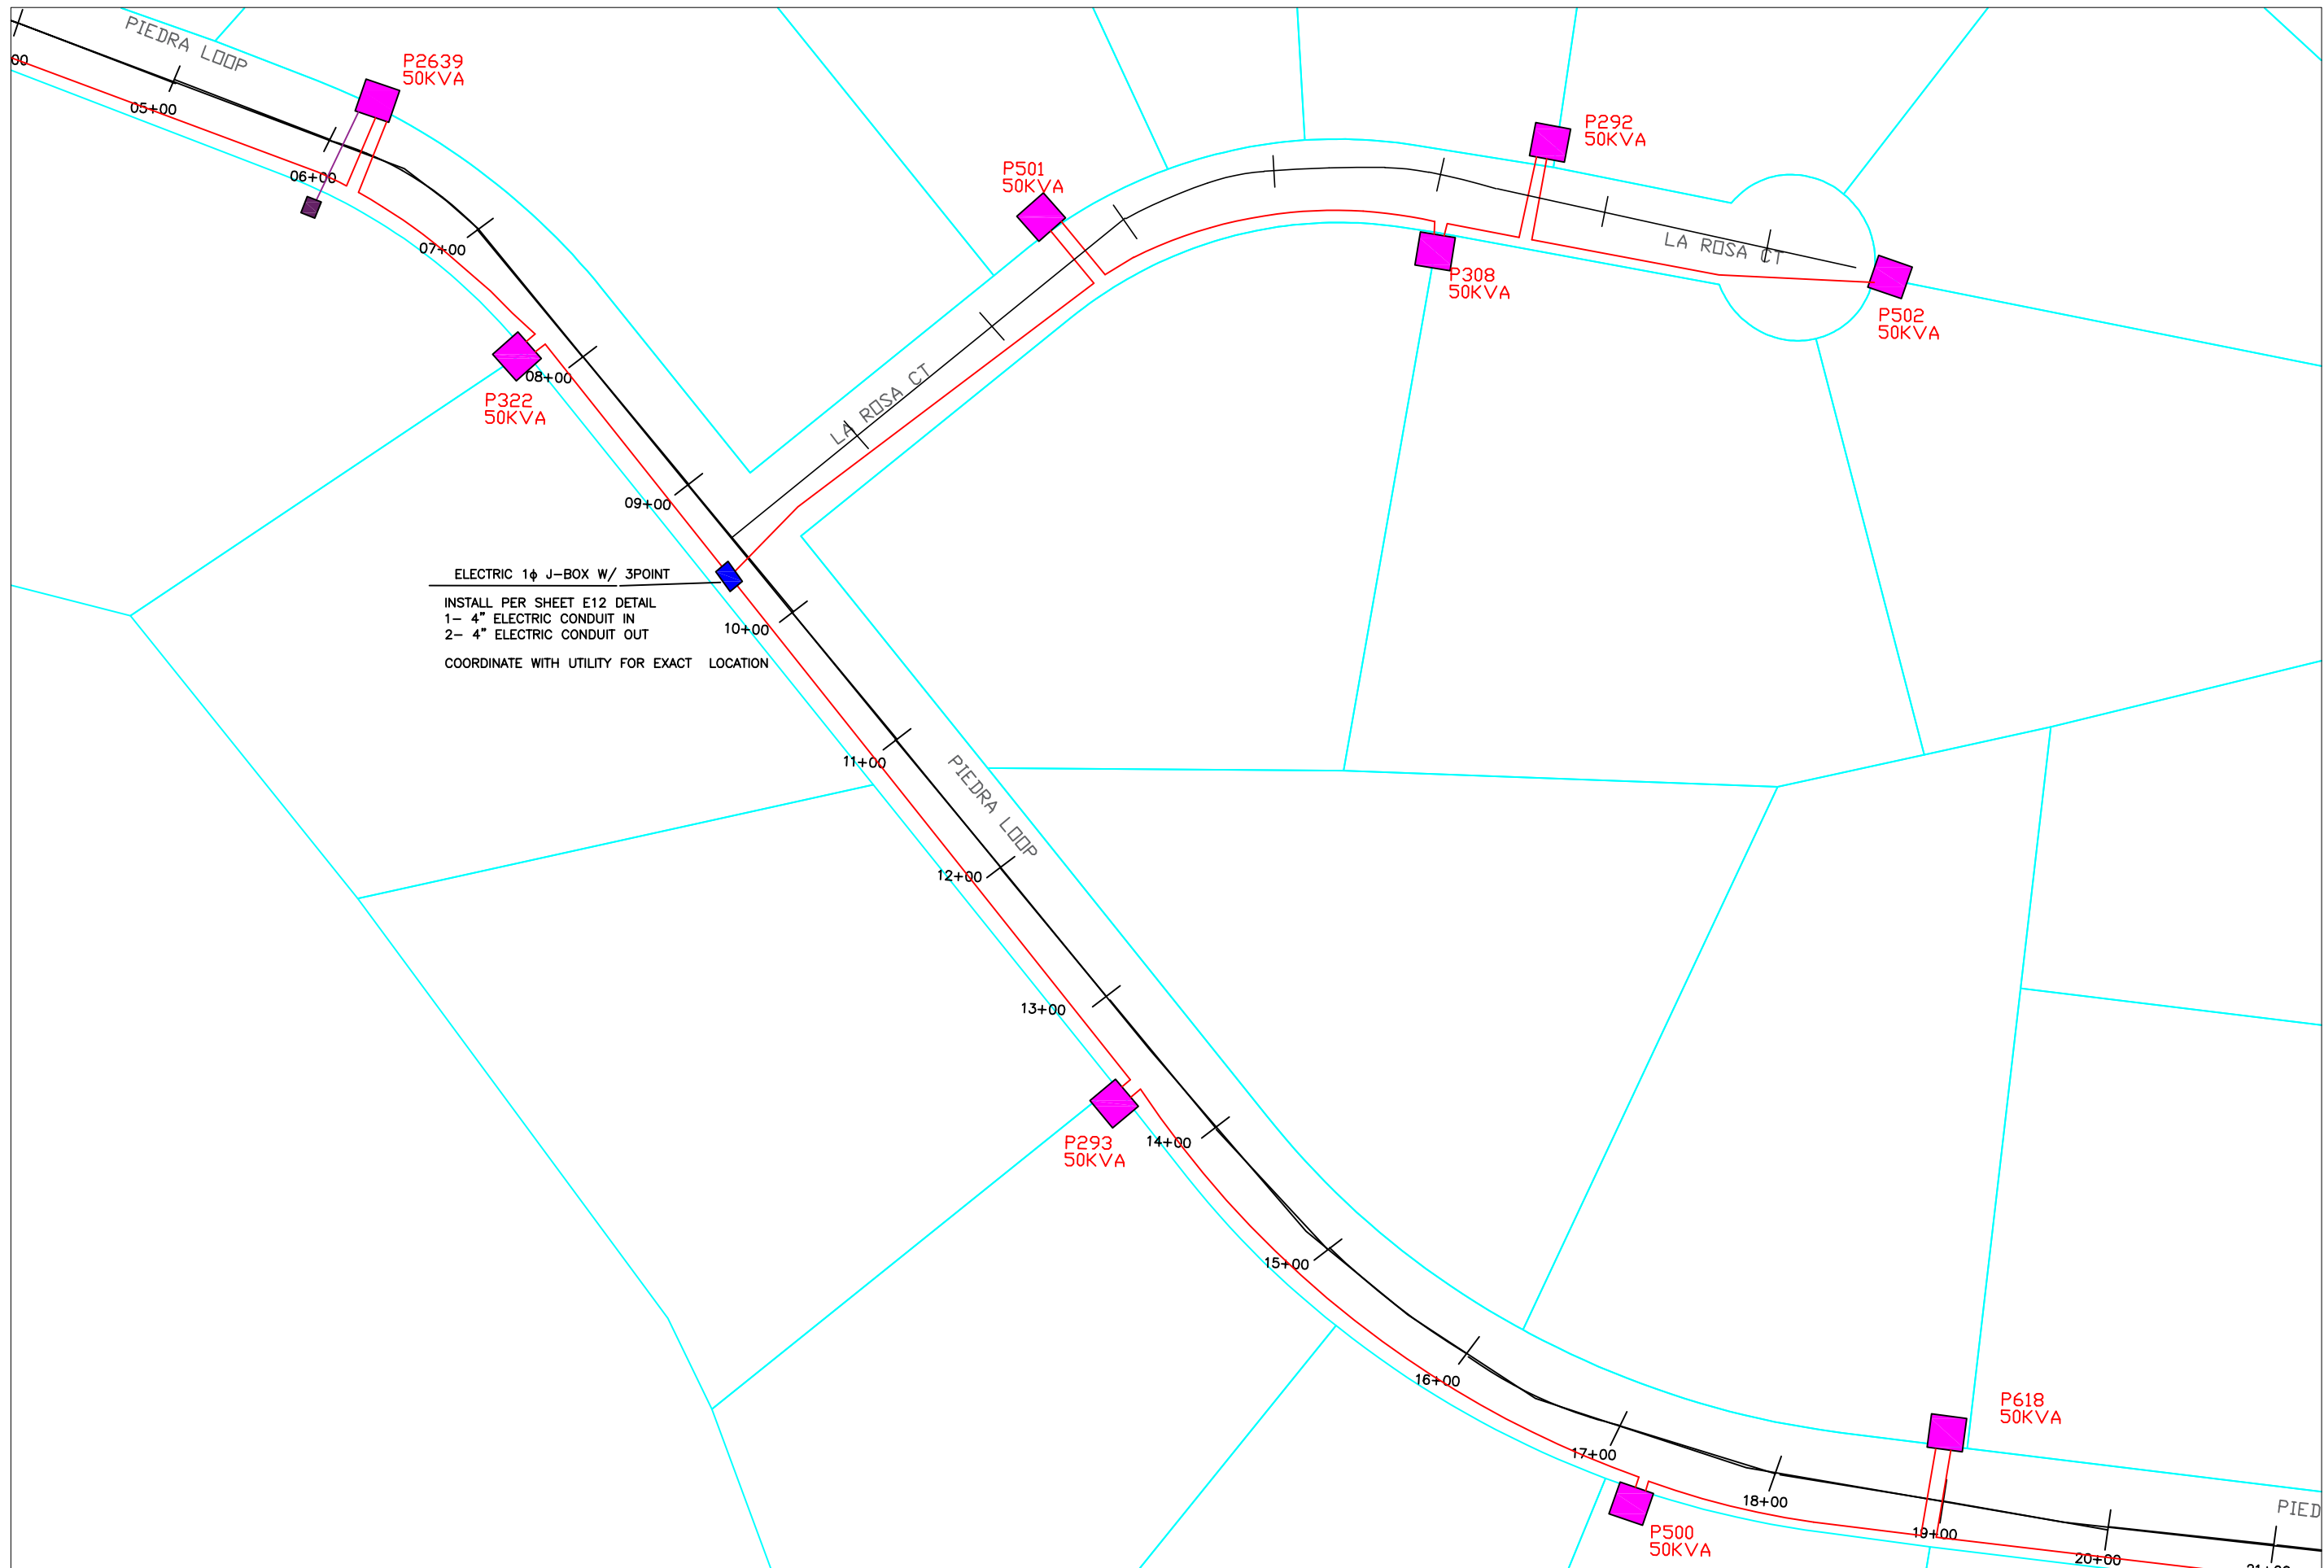 PIEDRA LOOP
00
P2639
50KVA
05+00
06+00
P292
50KVA
P501
50KVA
LA ROSA CT
07+00
P308
50KVA
P502
50KVA
08+00
P322
50KVA
LA ROSA CT
09+00
ELECTRIC 1ϕ J-BOX W/ 3POINT
INSTALL PER SHEET E12 DETAIL
1- 4" ELECTRIC CONDUIT IN
2- 4" ELECTRIC CONDUIT OUT
COORDINATE WITH UTILITY FOR EXACT LOCATION
10+00
11+00
PIEDRA LOOP
12+00
13+00
P293
50KVA
14+00
15+00
16+00
P618
50KVA
17+00
18+00
PIED
P500
50KVA
19+00
20+00
21+00